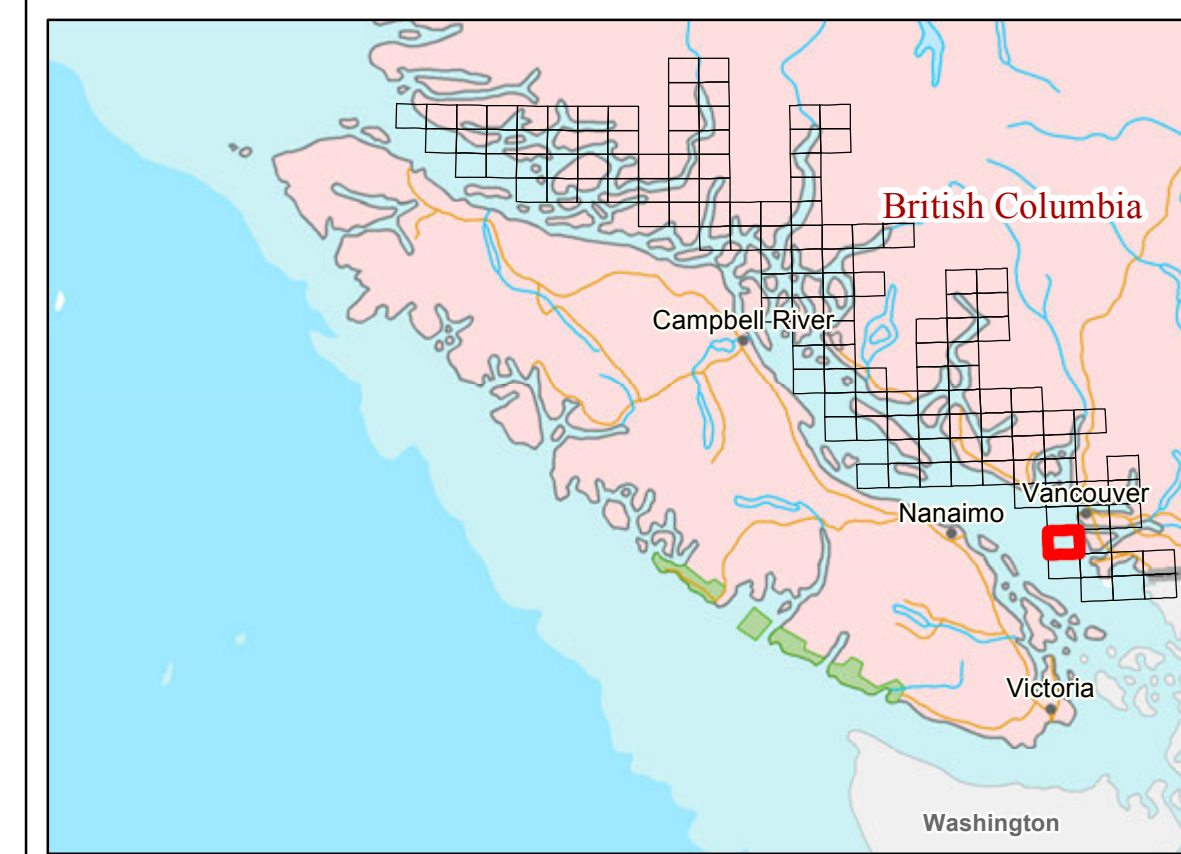 British Columbia
Campbell River
Vancouver
Nanaimo
Victoria
Washington